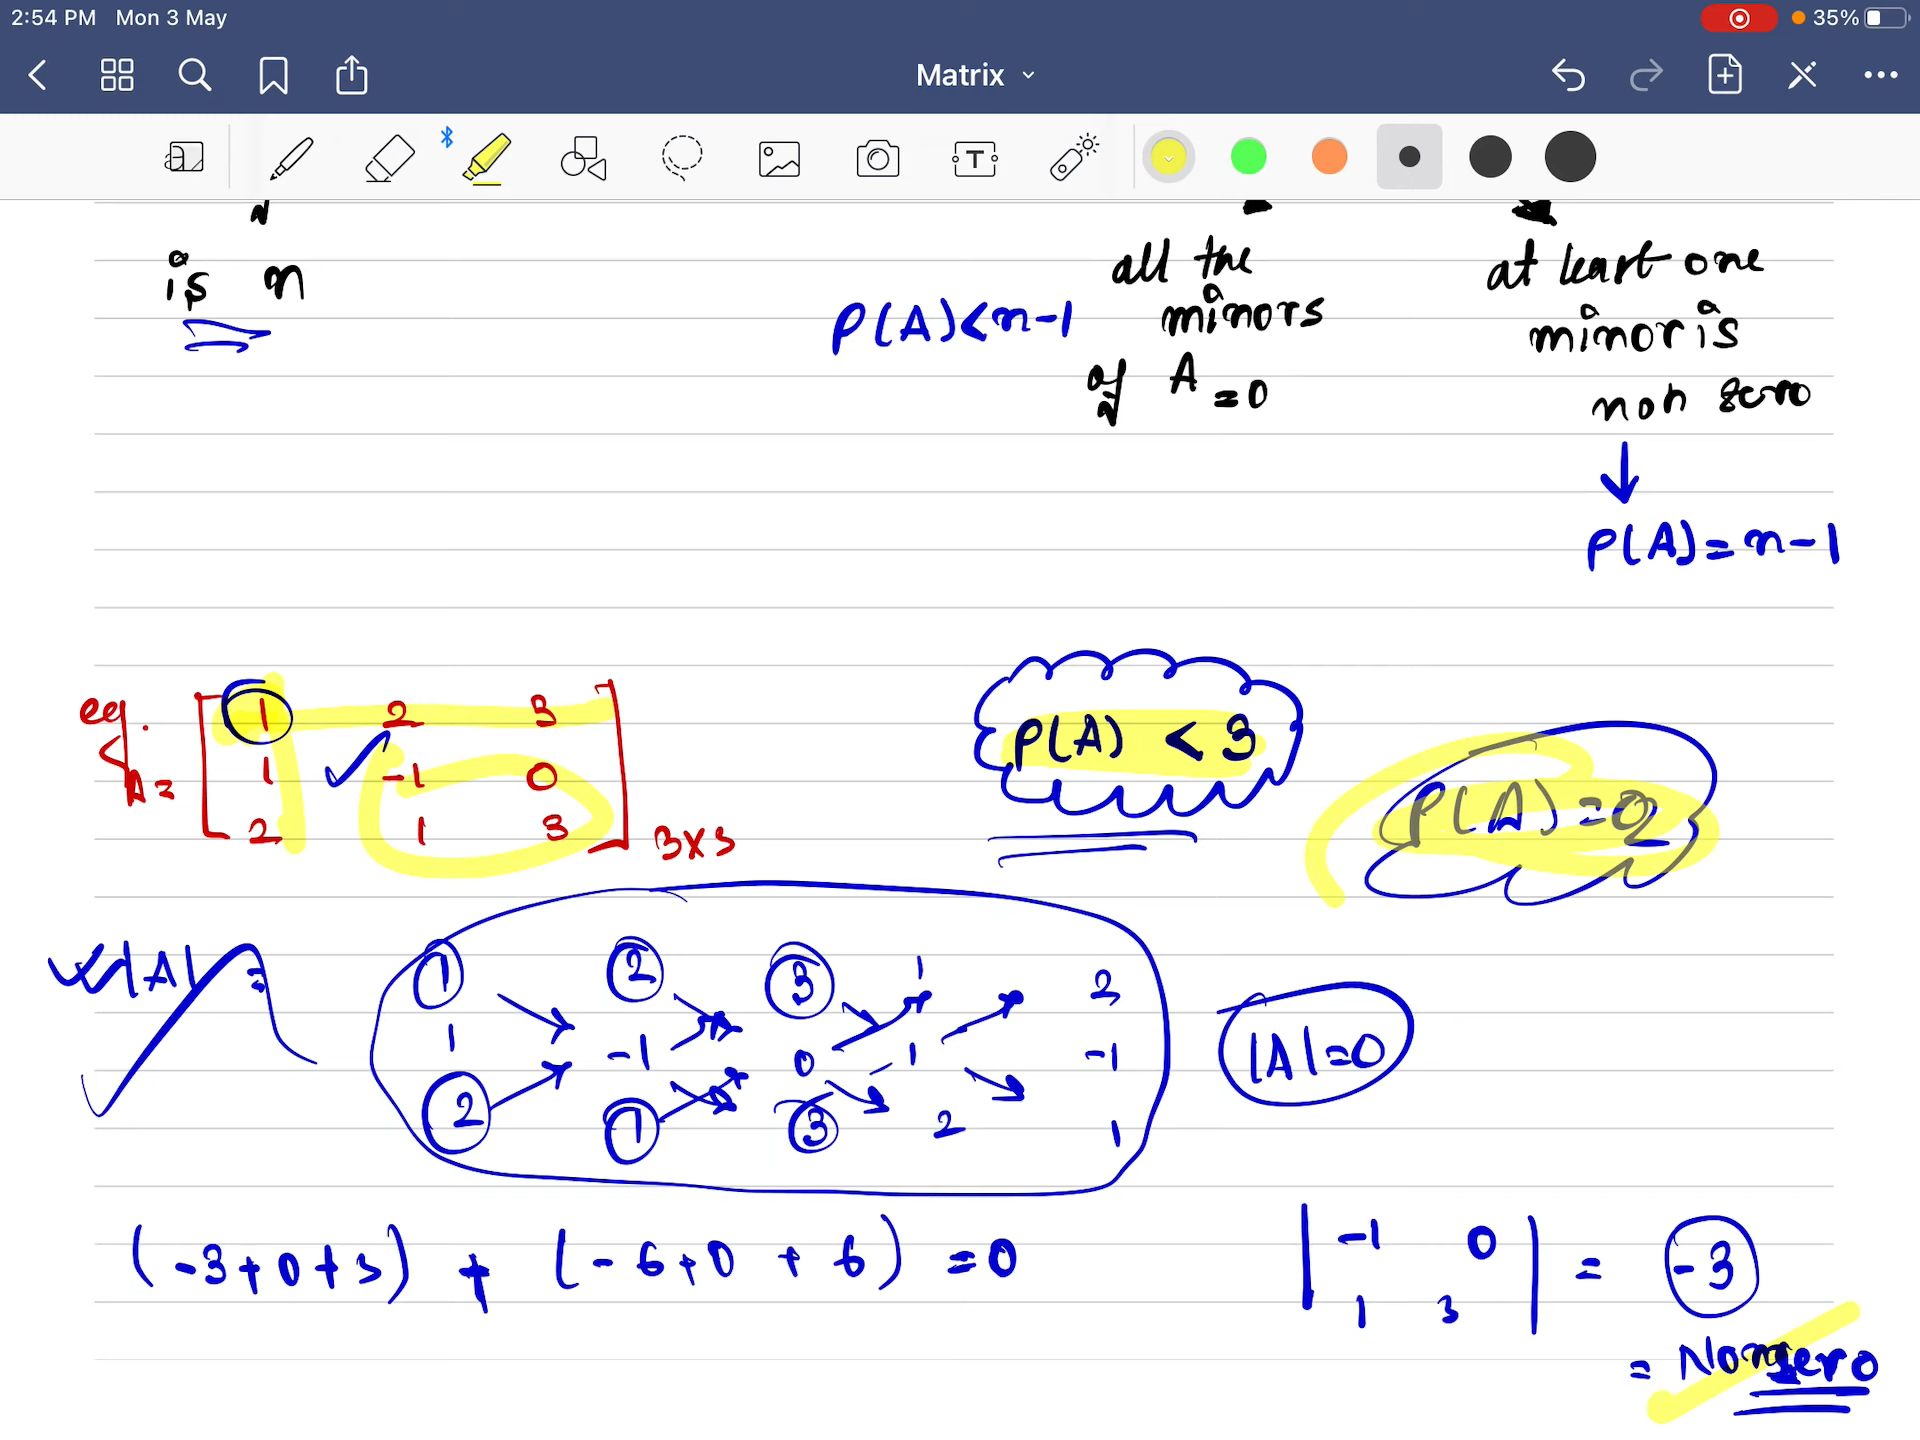 2:54 PM Mon 3 May
35%
Matrix
is n
all the
minors
of A = 0
ρ(A)<n-1
at least one
minor is
non zero
ρ(A)=n-1
eg.
A = [ 1 2 3
1 -1 0
2 1 3 ] 3x3
ρ(A) < 3
ρ(A)=2
|A| =
1 2 3 1 2
1 -1 0 1 -1
2 1 3 2 1
|A|=0
(-3+0+3) + (-6+0+6) = 0
| -1 0 | = -3
1 3
= Nonzero